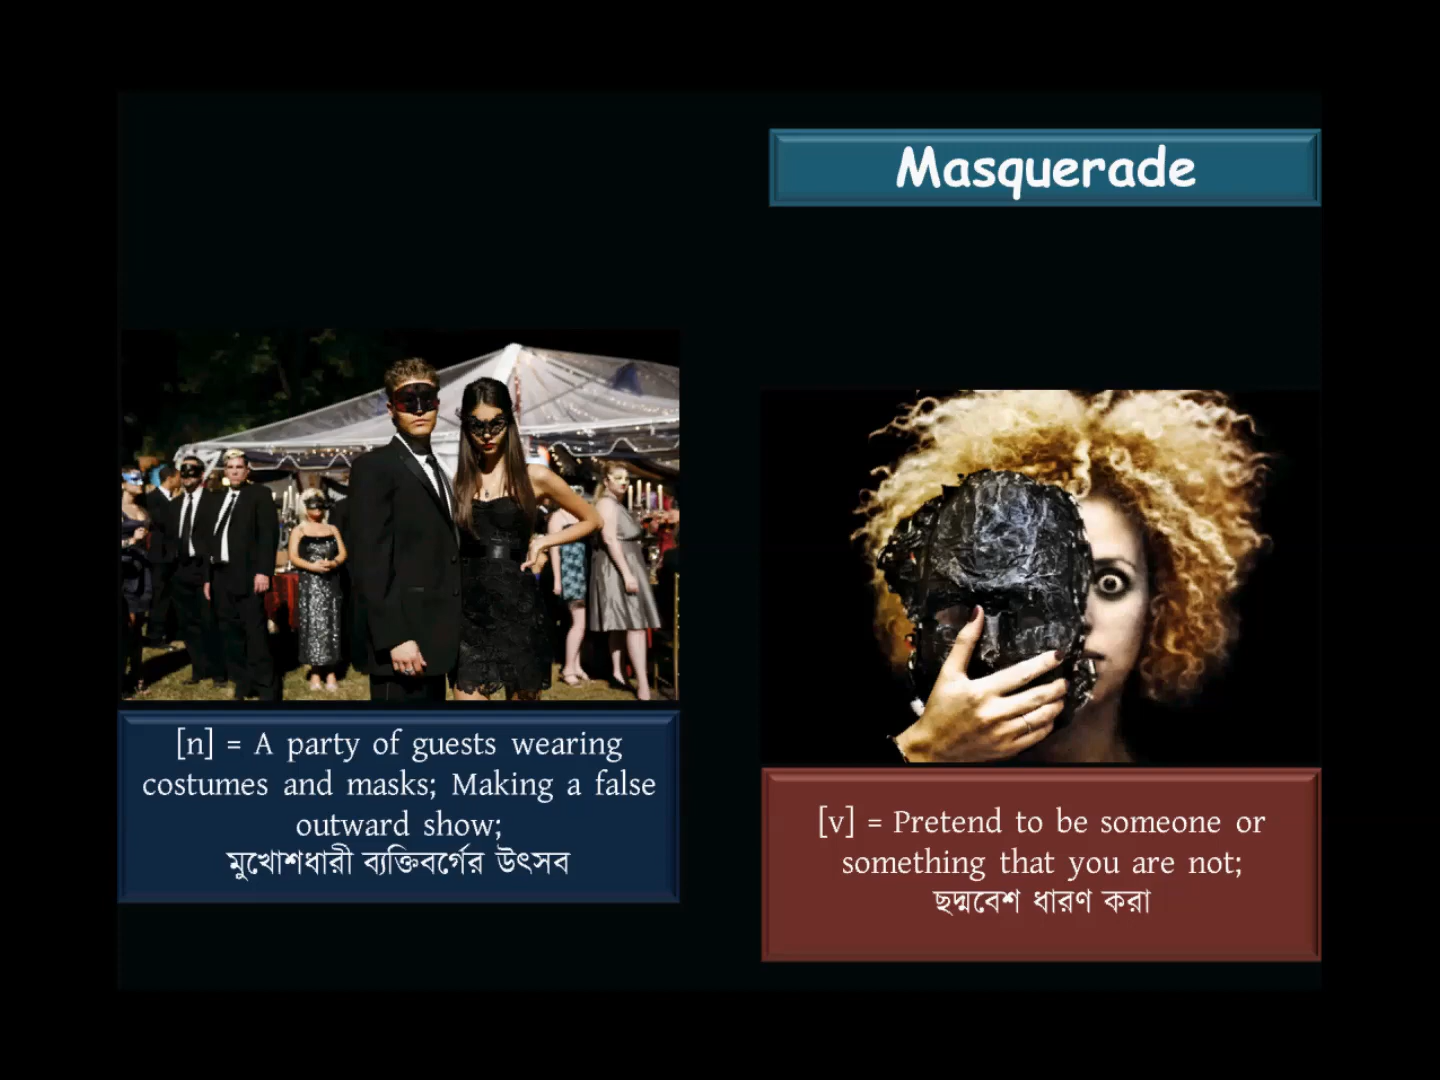 Masquerade
[n] = A party of guests wearing
costumes and masks; Making a false
outward show;
মুখোশধারী ব্যক্তিবর্গের উৎসব
[v] = Pretend to be someone or
something that you are not;
ছদ্মবেশ ধারণ করা